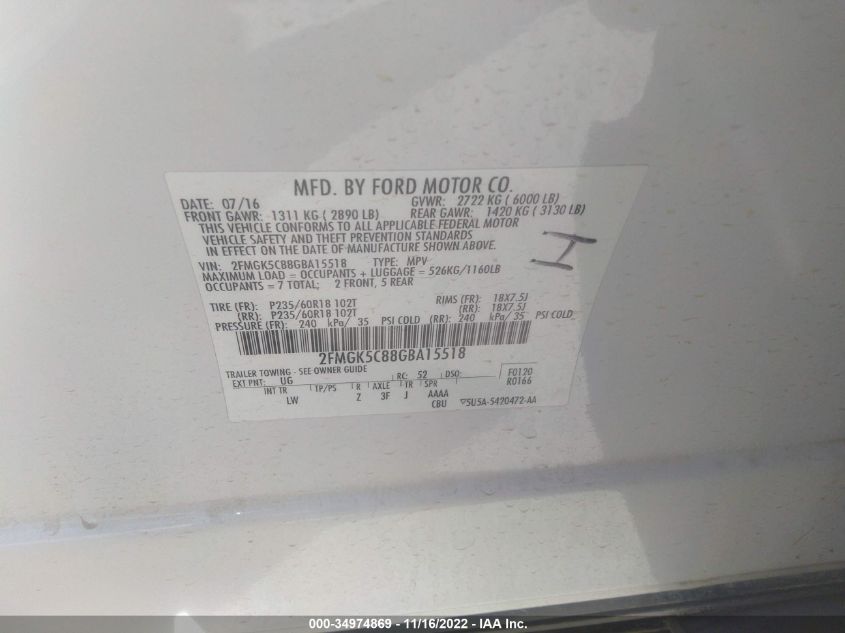 MFD. BY FORD MOTOR CO.
DATE: 07/16 GVWR: 2722 KG ( 6000 LB)
FRONT GAWR: 1311 KG ( 2890 LB) REAR GAWR: 1420 KG ( 3130 LB)
THIS VEHICLE CONFORMS TO ALL APPLICABLE FEDERAL MOTOR
VEHICLE SAFETY AND THEFT PREVENTION STANDARDS
IN EFFECT ON THE DATE OF MANUFACTURE SHOWN ABOVE.
VIN: 2FMGK5C88GBA15518 TYPE: MPV
MAXIMUM LOAD = OCCUPANTS + LUGGAGE = 526KG/1160LB
OCCUPANTS = 7 TOTAL; 2 FRONT, 5 REAR
TIRE (FR): P235/60R18 102T RIMS (FR): 18X7.5J
(RR): P235/60R18 102T (RR): 18X7.5J
PRESSURE (FR): 240 kPa/ 35 PSI COLD (RR): 240 kPa/ 35 PSI COLD
2FMGK5C88GBA15518
TRAILER TOWING - SEE OWNER GUIDE
EXT PNT: UG RC: 52 DSO: F0120
R0166
INT TR TP/PS R AXLE TR SPR
LW Z 3F J AAAA
CBU 5U5A-5420472-AA
000-34974869 - 11/16/2022 - IAA Inc.